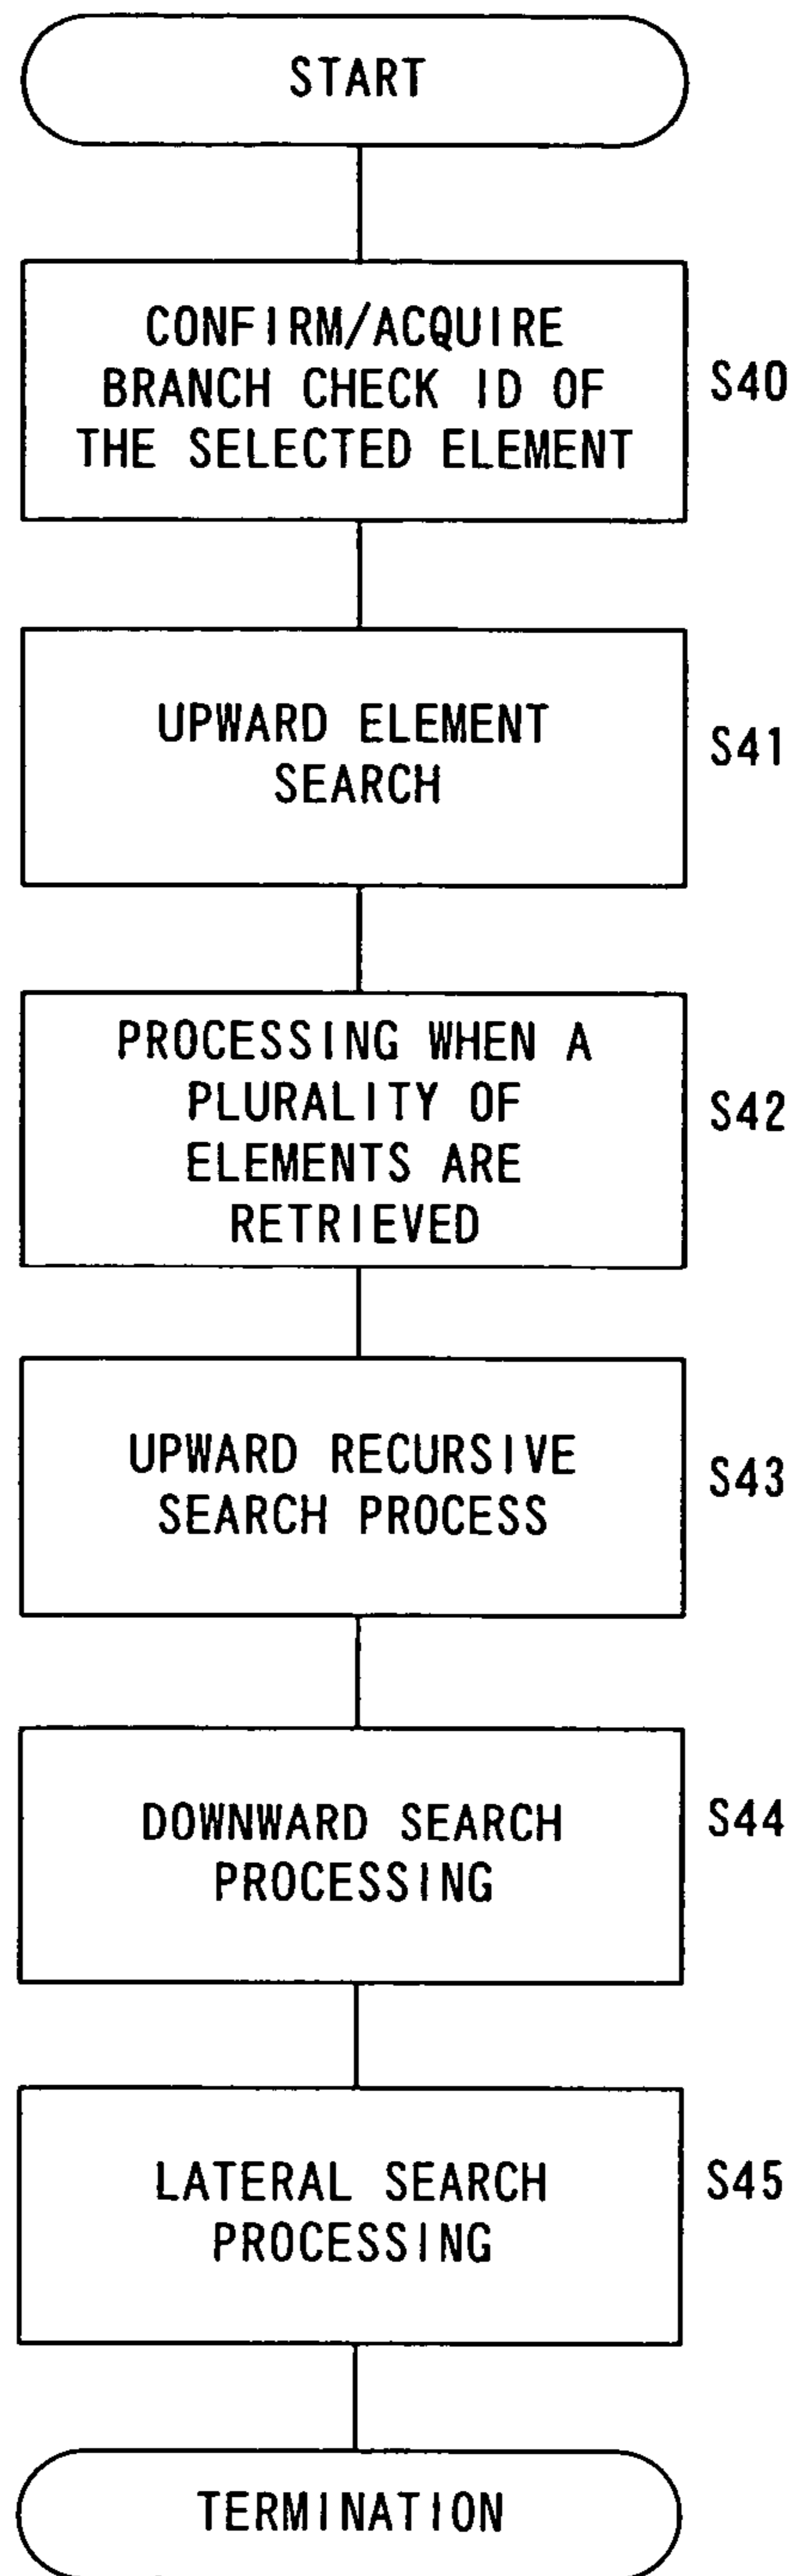 START
CONFIRM/ACQUIRE
BRANCH CHECK ID OF
THE SELECTED ELEMENT
S40
UPWARD ELEMENT
SEARCH
S41
PROCESSING WHEN A
PLURALITY OF
ELEMENTS ARE
RETRIEVED
S42
UPWARD RECURSIVE
SEARCH PROCESS
S43
DOWNWARD SEARCH
PROCESSING
S44
LATERAL SEARCH
PROCESSING
S45
TERMINATION